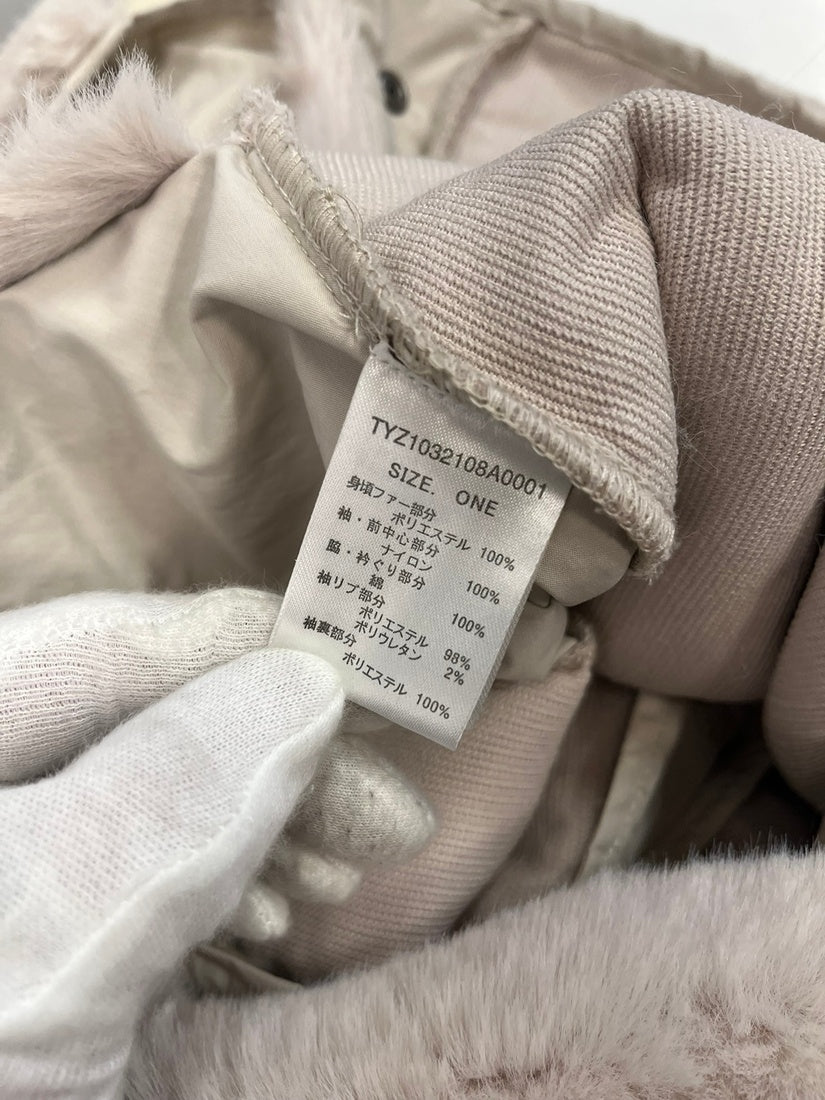 TYZ1032108A0001
SIZE. ONE
身頃ファー部分
ポリエステル 100%
袖・前中心部分
ナイロン 100%
脇・衿ぐり部分
綿 100%
袖リブ部分
ポリエステル 98%
ポリウレタン 2%
袖裏部分
ポリエステル 100%